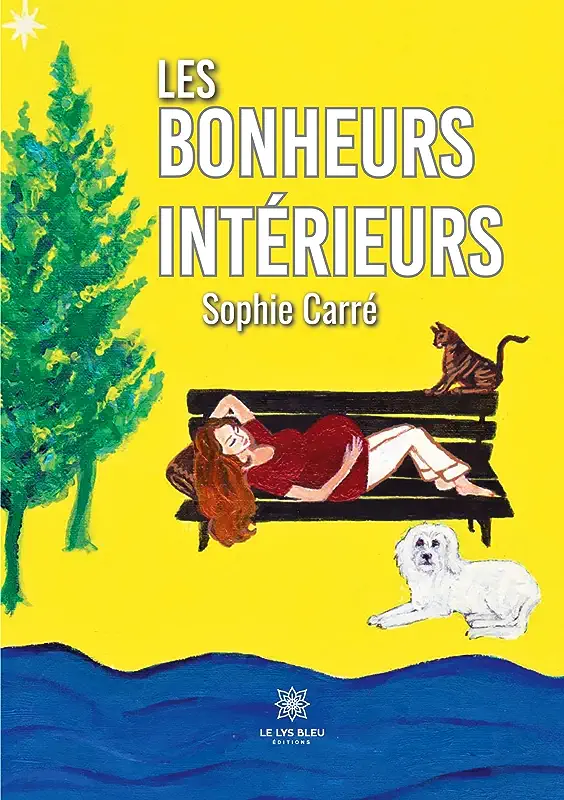 LES
BONHEURS
INTÉRIEURS
Sophie Carré
LE LYS BLEU
ÉDITIONS